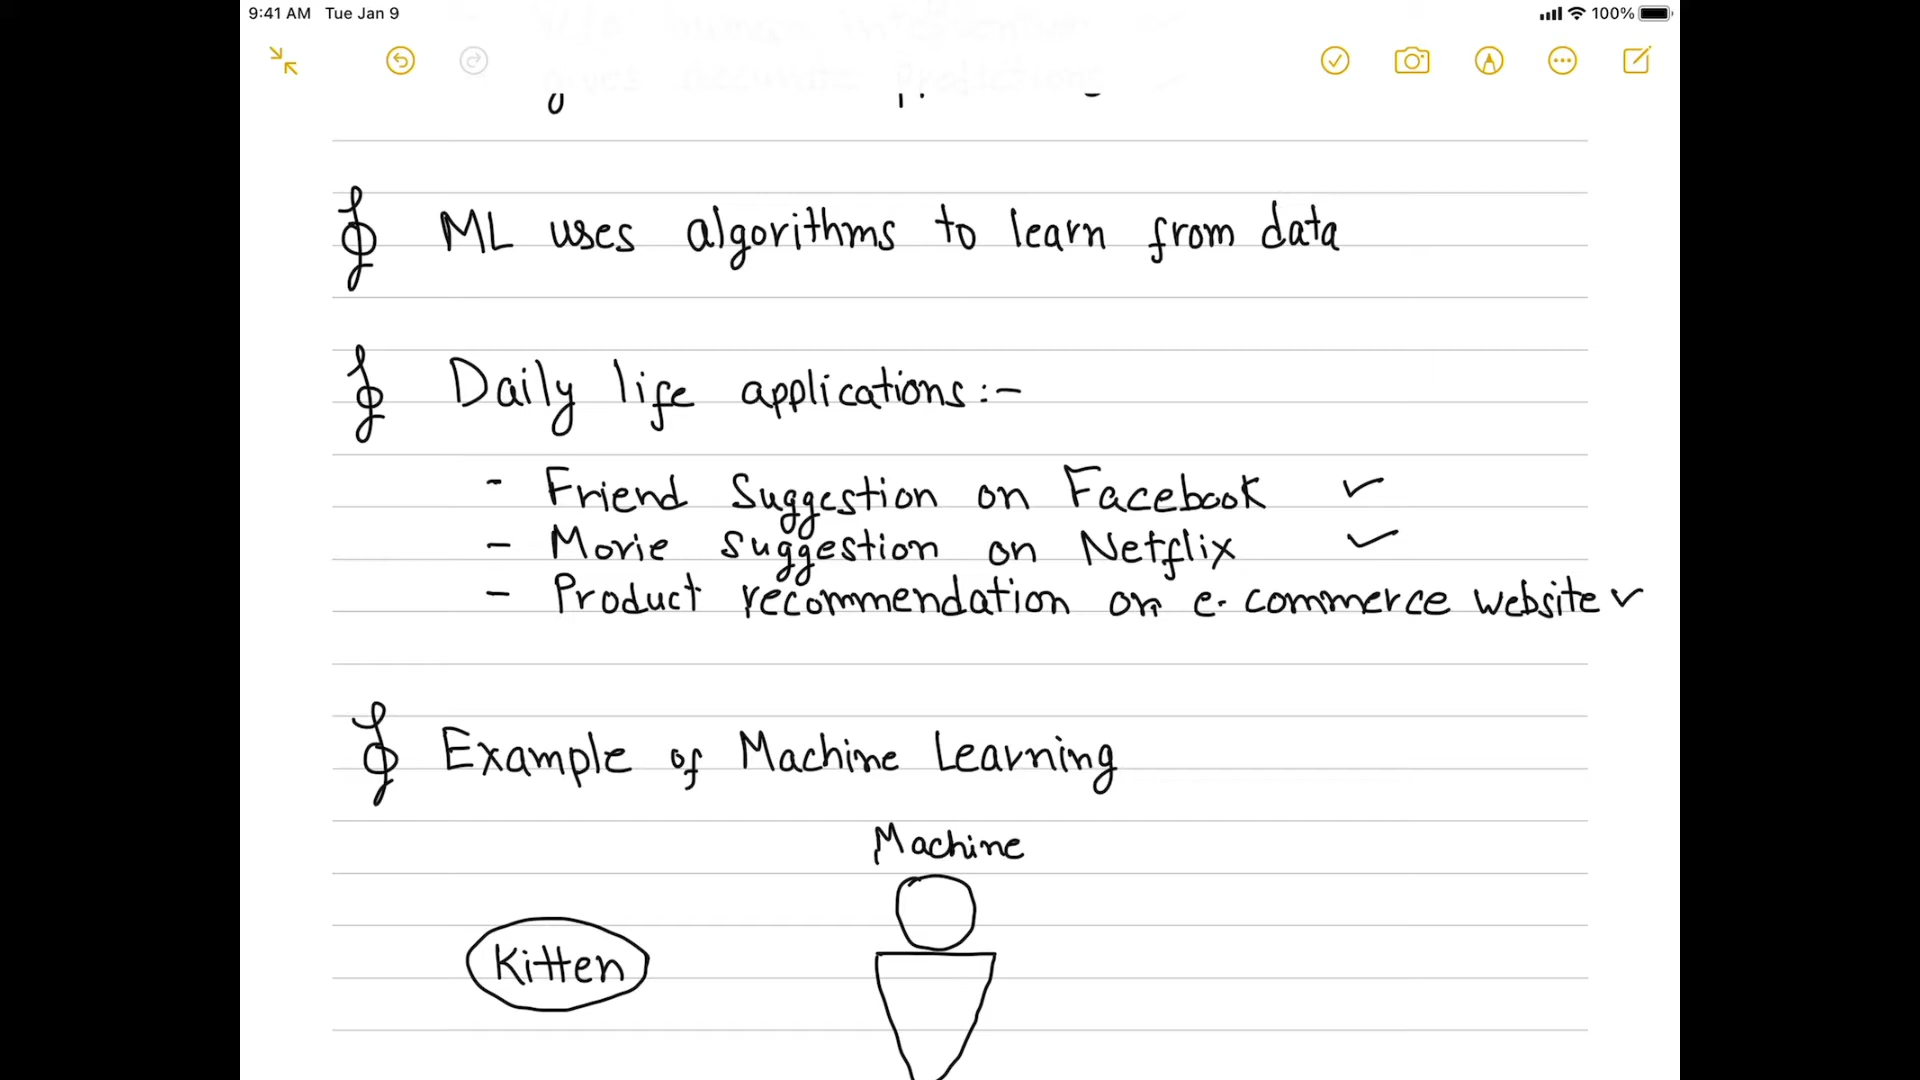 9:41 AM Tue Jan 9 100%
ML uses algorithms to learn from data
Daily life applications:-
- Friend Suggestion on Facebook ✓
- Movie suggestion on Netflix ✓
- Product recommendation on e-commerce website ✓
Example of Machine Learning
Machine
Kitten